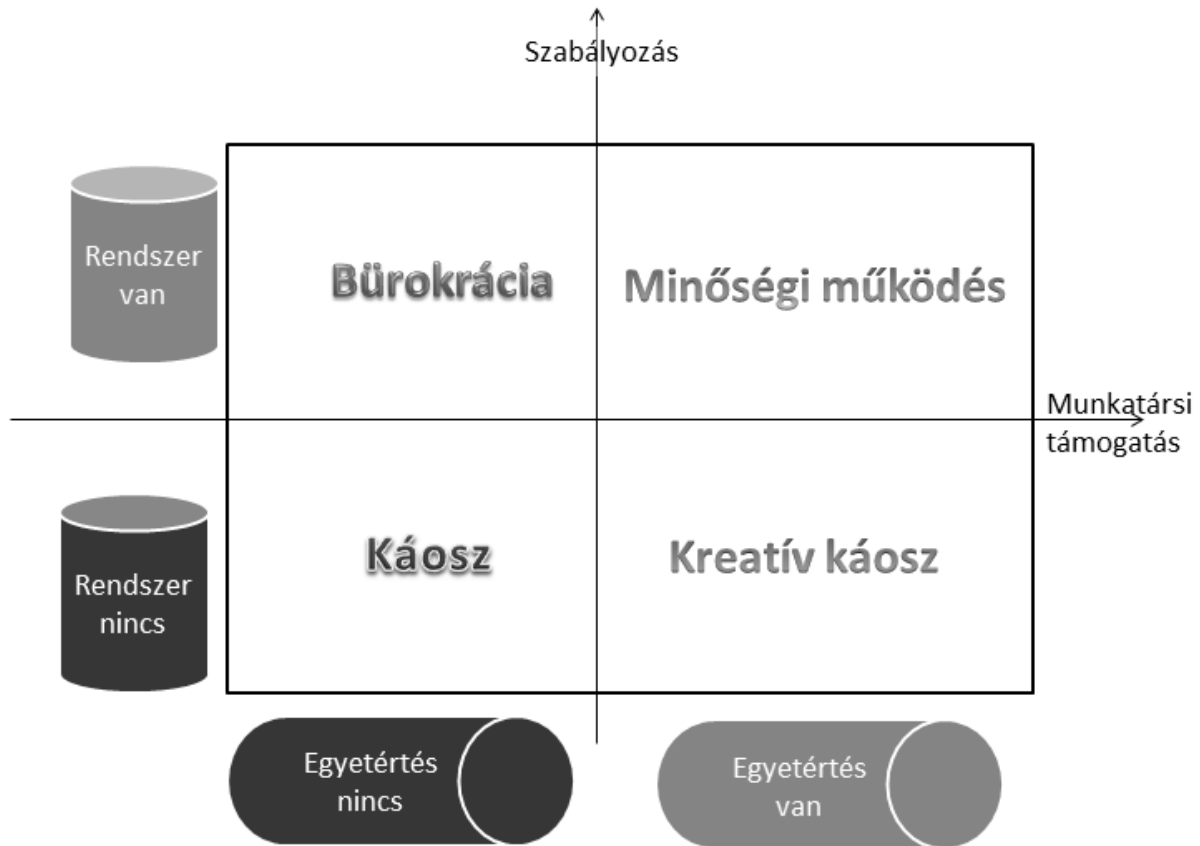 Szabályozás
Rendszer
van
Bürokrácia
Minőségi működés
Munkatársi
támogatás
Rendszer
nincs
Káosz
Kreatív káosz
Egyetértés
nincs
Egyetértés
van